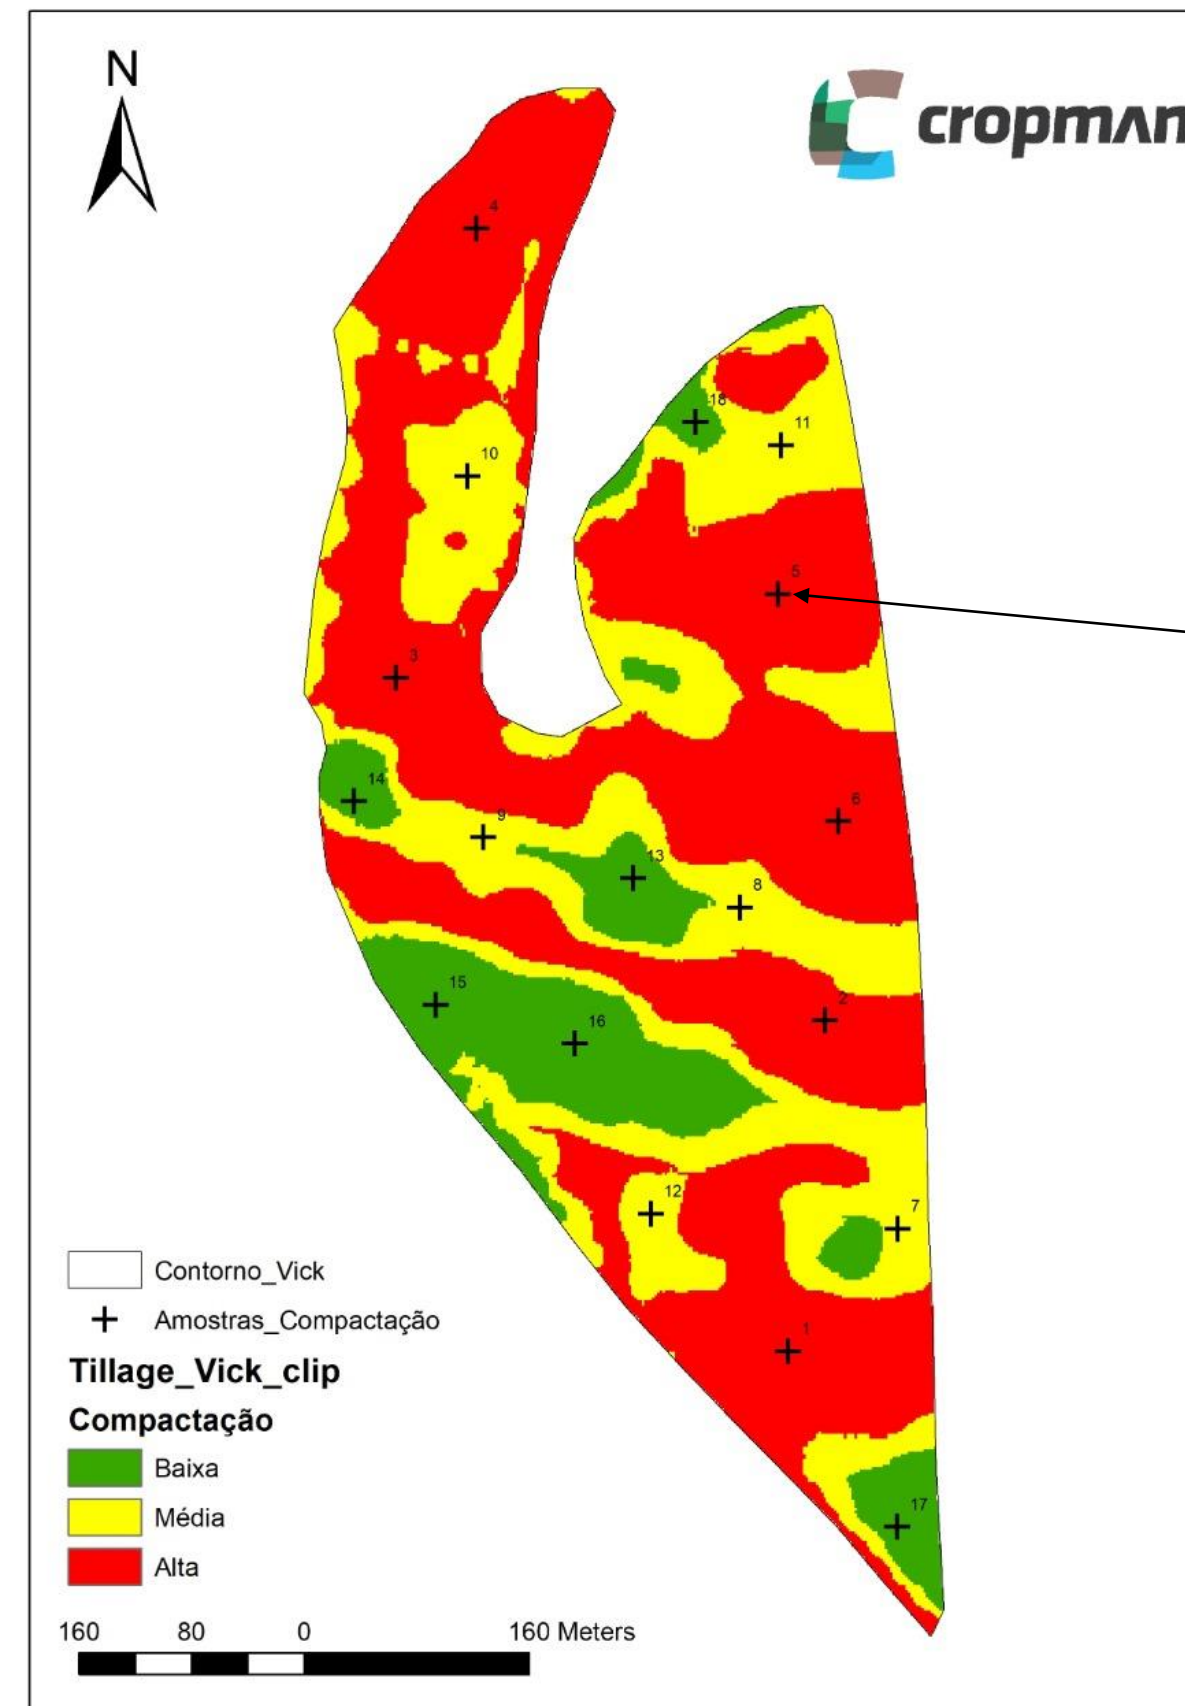 N
cropman
4
18
11
10
5
3
14
6
9
13
8
15
2
16
12
7
1
17
Contorno_Vick
Amostras_Compactação
Tillage_Vick_clip
Compactação
Baixa
Média
Alta
160 80 0 160 Meters